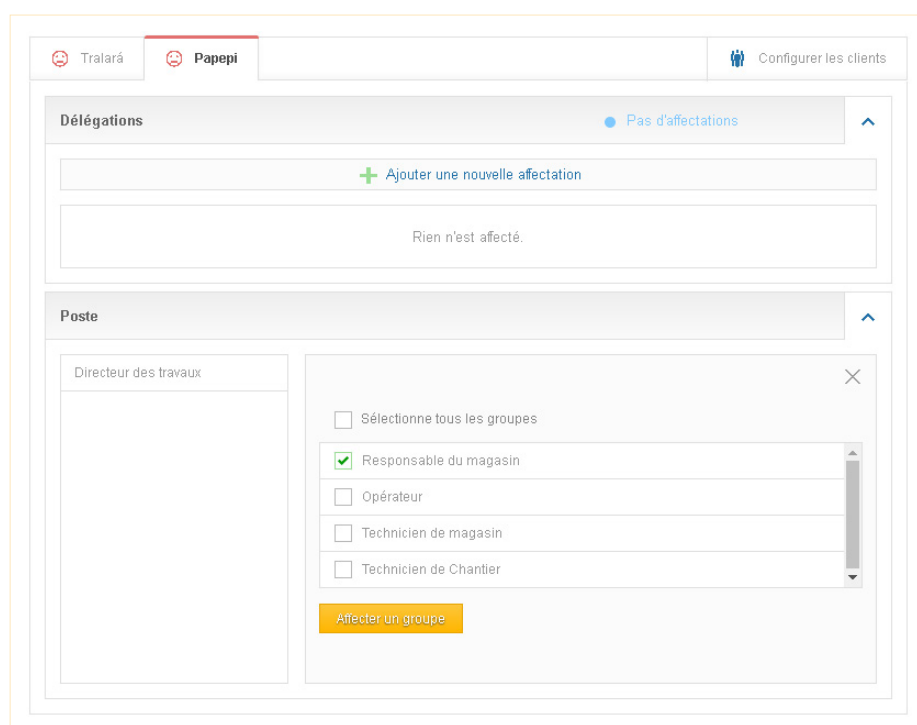 Tralará
Papepi
Configurer les clients
Délégations
Pas d'affectations
Ajouter une nouvelle affectation
Rien n'est affecté.
Poste
Directeur des travaux
Sélectionne tous les groupes
Responsable du magasin
Opérateur
Technicien de magasin
Technicien de Chantier
Affecter un groupe